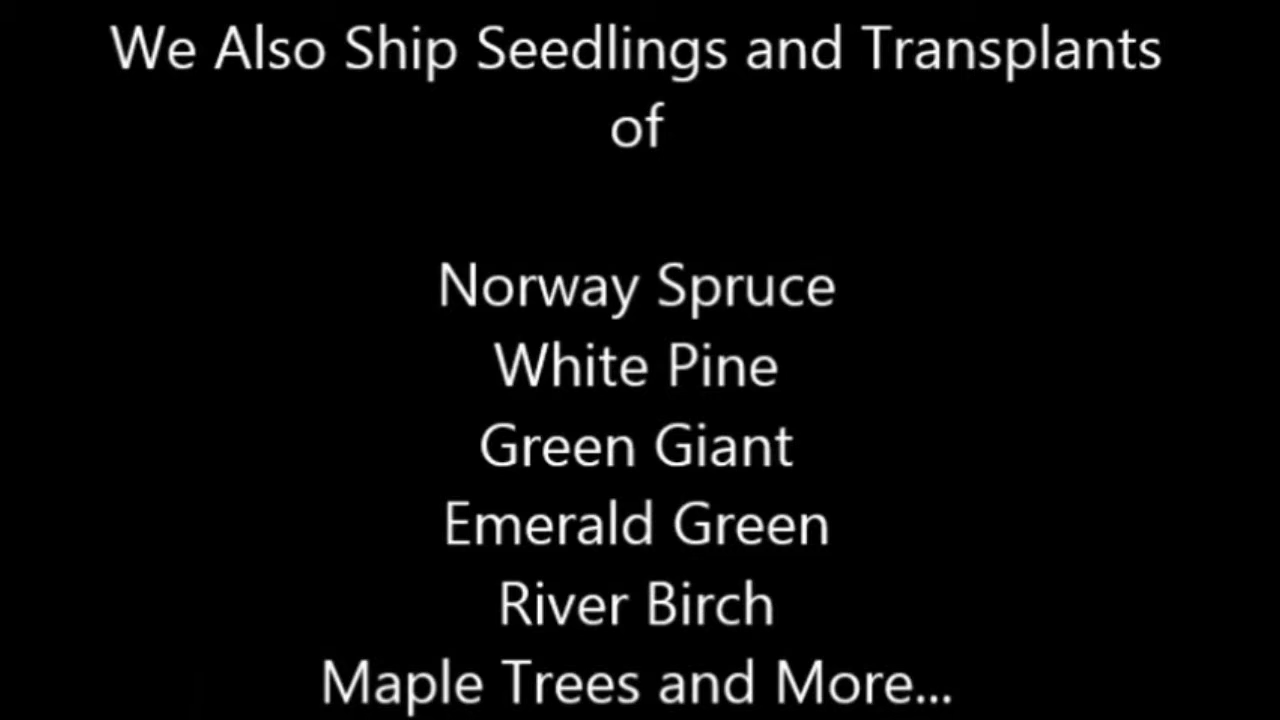 We Also Ship Seedlings and Transplants
of
Norway Spruce
White Pine
Green Giant
Emerald Green
River Birch
Maple Trees and More...